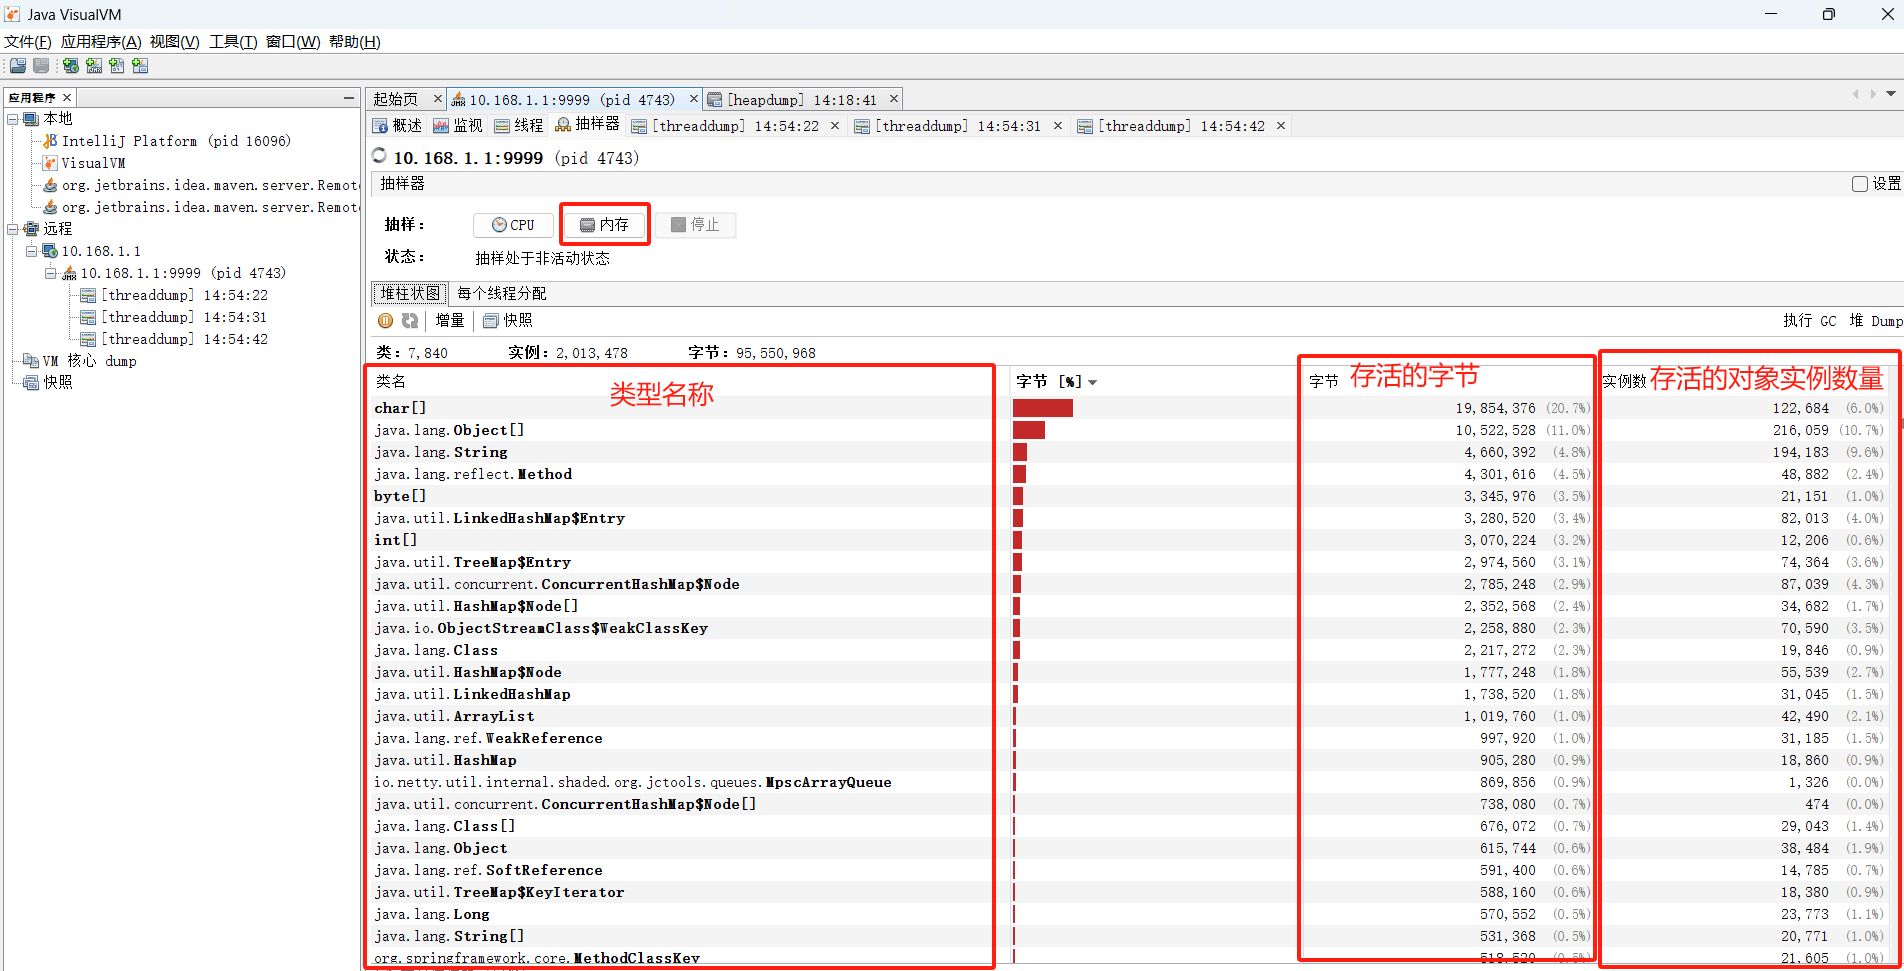 Java VisualVM
文件(F) 应用程序(A) 视图(V) 工具(T) 窗口(W) 帮助(H)
应用程序
本地
IntelliJ Platform (pid 16096)
VisualVM
org.jetbrains.idea.maven.server.Remot
org.jetbrains.idea.maven.server.Remot
远程
10.168.1.1
10.168.1.1:9999 (pid 4743)
[threaddump] 14:54:22
[threaddump] 14:54:31
[threaddump] 14:54:42
VM 核心 dump
快照
起始页 10.168.1.1:9999 (pid 4743) [heapdump] 14:18:41
概述 监视 线程 抽样器 [threaddump] 14:54:22 [threaddump] 14:54:31 [threaddump] 14:54:42
10.168.1.1:9999 (pid 4743)
抽样器 设置
抽样： CPU 内存 停止
状态： 抽样处于非活动状态
堆柱状图 每个线程分配
增量 快照 执行 GC 堆 Dump
类：7,840 实例：2,013,478 字节：95,550,968
类名 类型名称 字节 [%] 字节 存活的字节 实例数 存活的对象实例数量
char[] 19,854,376 (20.7%) 122,684 (6.0%)
java.lang.Object[] 10,522,528 (11.0%) 216,059 (10.7%)
java.lang.String 4,660,392 (4.8%) 194,183 (9.6%)
java.lang.reflect.Method 4,301,616 (4.5%) 48,882 (2.4%)
byte[] 3,345,976 (3.5%) 21,151 (1.0%)
java.util.LinkedHashMap$Entry 3,280,520 (3.4%) 82,013 (4.0%)
int[] 3,070,224 (3.2%) 12,206 (0.6%)
java.util.TreeMap$Entry 2,974,560 (3.1%) 74,364 (3.6%)
java.util.concurrent.ConcurrentHashMap$Node 2,785,248 (2.9%) 87,039 (4.3%)
java.util.HashMap$Node[] 2,352,568 (2.4%) 34,682 (1.7%)
java.io.ObjectStreamClass$WeakClassKey 2,258,880 (2.3%) 70,590 (3.5%)
java.lang.Class 2,217,272 (2.3%) 19,846 (0.9%)
java.util.HashMap$Node 1,777,248 (1.8%) 55,539 (2.7%)
java.util.LinkedHashMap 1,738,520 (1.8%) 31,045 (1.5%)
java.util.ArrayList 1,019,760 (1.0%) 42,490 (2.1%)
java.lang.ref.WeakReference 997,920 (1.0%) 31,185 (1.5%)
java.util.HashMap 905,280 (0.9%) 18,860 (0.9%)
io.netty.util.internal.shaded.org.jctools.queues.MpscArrayQueue 869,856 (0.9%) 1,326 (0.0%)
java.util.concurrent.ConcurrentHashMap$Node[] 738,080 (0.7%) 474 (0.0%)
java.lang.Class[] 676,072 (0.7%) 29,043 (1.4%)
java.lang.Object 615,744 (0.6%) 38,484 (1.9%)
java.lang.ref.SoftReference 591,400 (0.6%) 14,785 (0.7%)
java.util.TreeMap$KeyIterator 588,160 (0.6%) 18,380 (0.9%)
java.lang.Long 570,552 (0.5%) 23,773 (1.1%)
java.lang.String[] 531,368 (0.5%) 20,771 (1.0%)
org.springframework.core.MethodClassKey 518,520 (0.5%) 21,605 (1.0%)